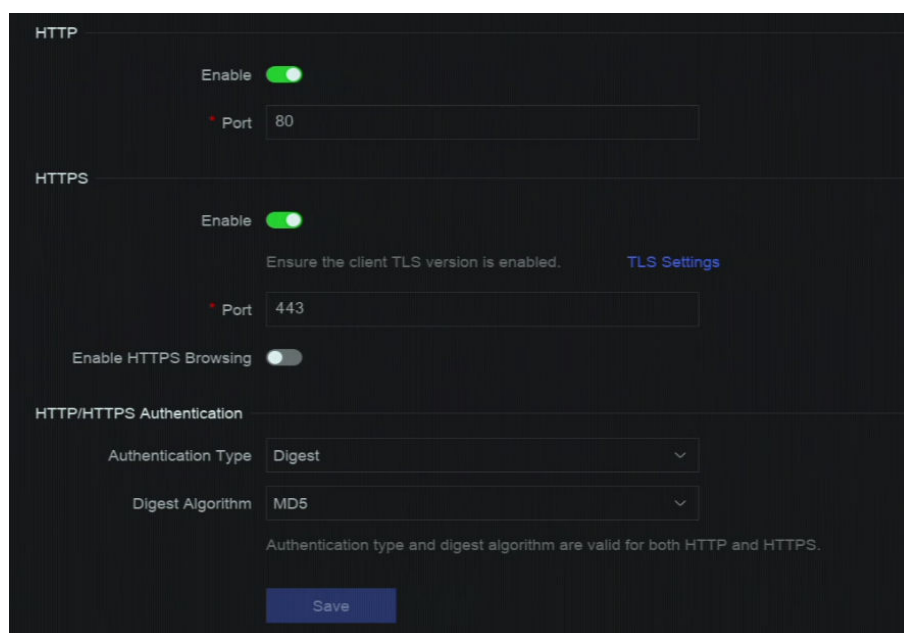 HTTP
Enable
* Port 80
HTTPS
Enable
Ensure the client TLS version is enabled. TLS Settings
* Port 443
Enable HTTPS Browsing
HTTP/HTTPS Authentication
Authentication Type Digest
Digest Algorithm MD5
Authentication type and digest algorithm are valid for both HTTP and HTTPS.
Save